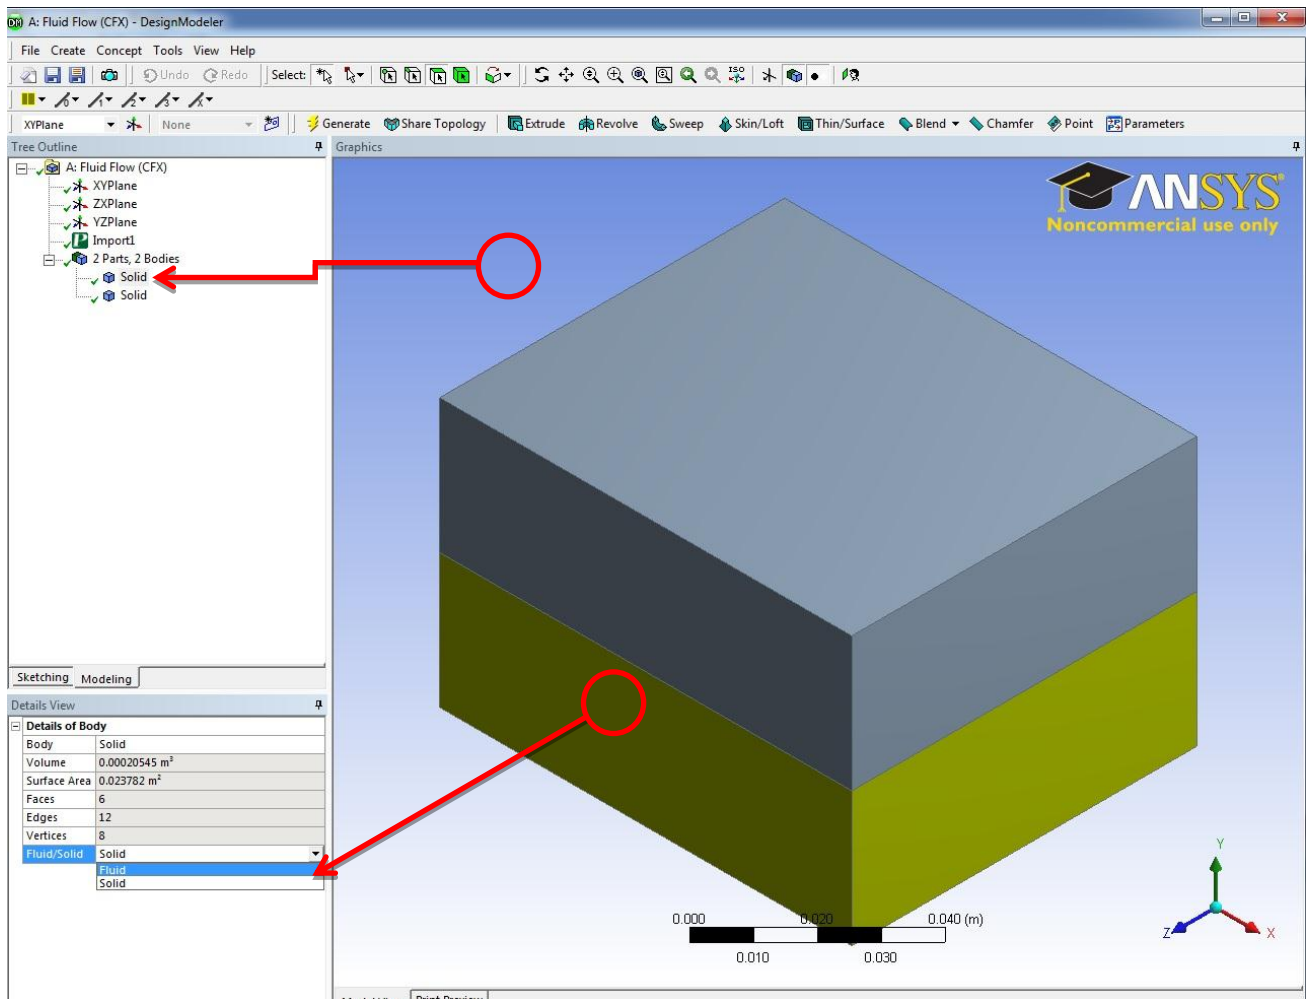 A: Fluid Flow (CFX) - DesignModeler
File Create Concept Tools View Help
Undo Redo Select:
XYPlane None Generate Share Topology Extrude Revolve Sweep Skin/Loft Thin/Surface Blend Chamfer Point Parameters
Tree Outline
A: Fluid Flow (CFX)
XYPlane
ZXPlane
YZPlane
Import1
2 Parts, 2 Bodies
Solid
Solid
Sketching Modeling
Details View
Details of Body
Body Solid
Volume 0.00020545 m³
Surface Area 0.023782 m²
Faces 6
Edges 12
Vertices 8
Fluid/Solid Solid
Fluid
Solid
Graphics
ANSYS
Noncommercial use only
0.000 0.020 0.040 (m)
0.010 0.030
Y
Z X
Print Preview